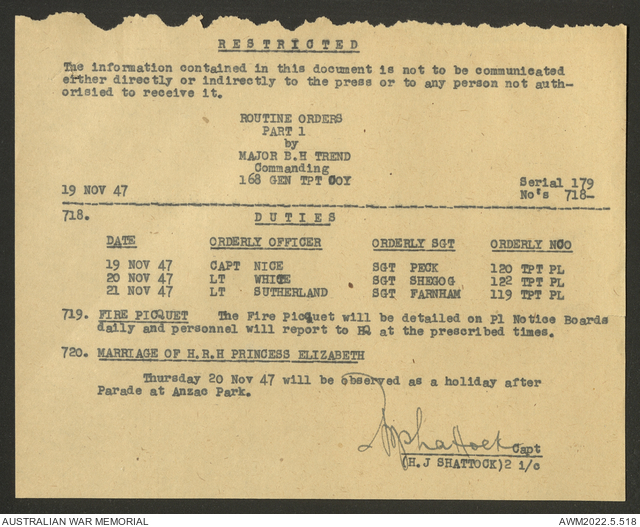 RESTRICTED
The information contained in this document is not to be communicated
either directly or indirectly to the press or to any person not auth-
orisied to receive it.
ROUTINE ORDERS
PART 1
by
MAJOR B.H TREND
Commanding
168 GEN TPT COY
19 NOV 47
Serial 179
No's 718-
718. DUTIES
DATE ORDERLY OFFICER ORDERLY SGT ORDERLY NCO
19 NOV 47 CAPT NICE SGT PECK 120 TPT PL
20 NOV 47 LT WHITE SGT SHEGOG 122 TPT PL
21 NOV 47 LT SUTHERLAND SGT FARNHAM 119 TPT PL
719. FIRE PICQUET The Fire Picquet will be detailed on Pl Notice Boards
daily and personnel will report to HQ at the prescribed times.
720. MARRIAGE OF H.R.H PRINCESS ELIZABETH
Thursday 20 Nov 47 will be observed as a holiday after
Parade at Anzac Park.
Capt
(H.J SHATTOCK)2 i/c
AUSTRALIAN WAR MEMORIAL
AWM2022.5.518